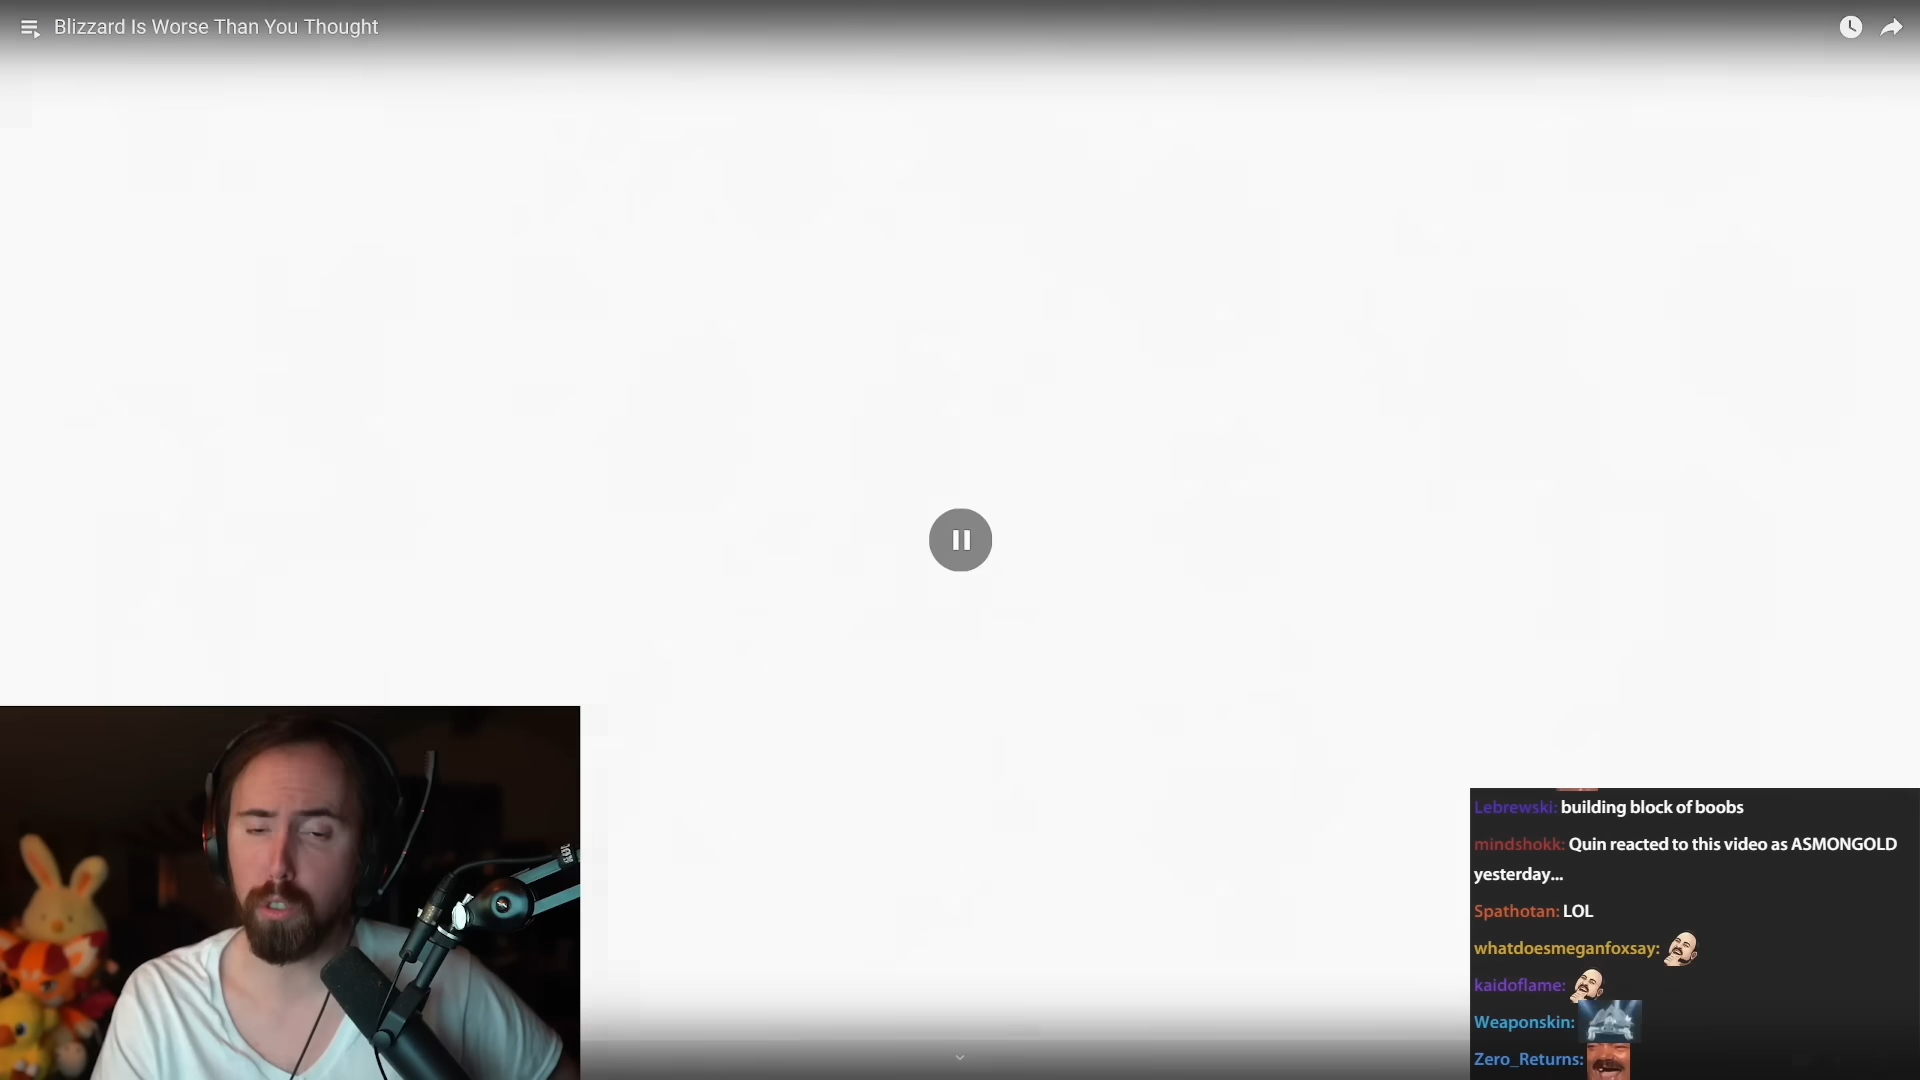 Blizzard Is Worse Than You Thought
Lebrewski: building block of boobs
mindshokk: Quin reacted to this video as ASMONGOLD
yesterday...
Spathotan: LOL
whatdoesmeganfoxsay:
kaidoflame:
Weaponskin:
Zero_Returns: